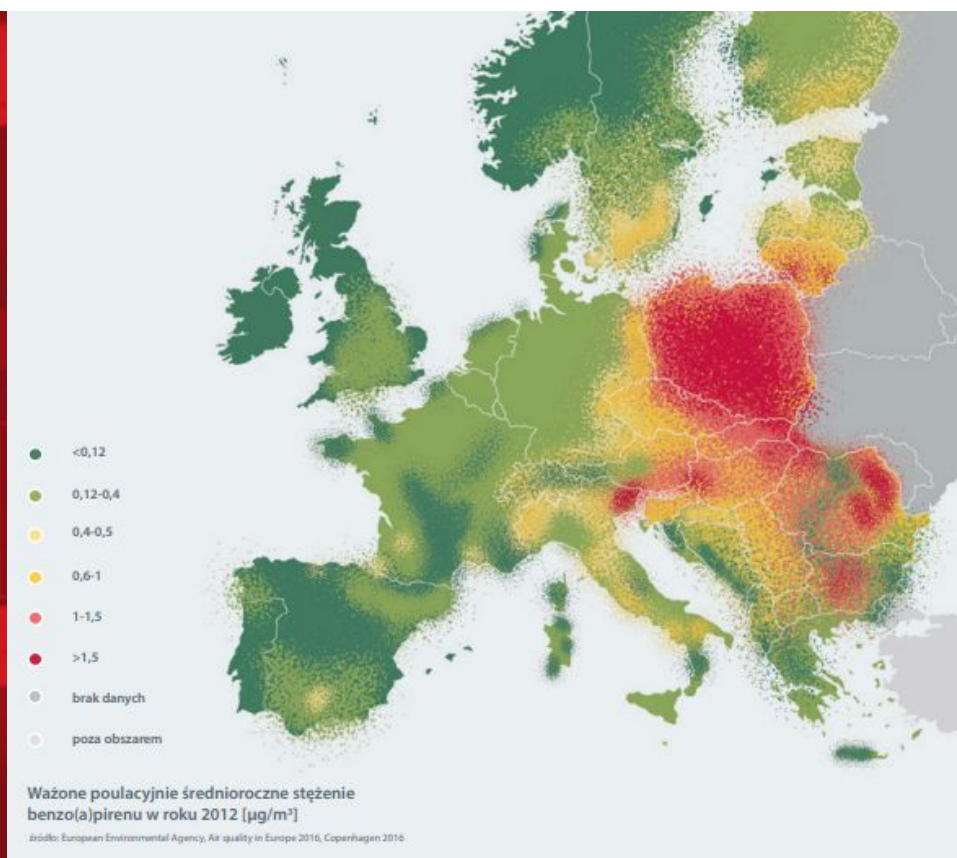 <0,12
0,12-0,4
0,4-0,5
0,6-1
1-1,5
>1,5
brak danych
poza obszarem
Ważone poulacyjnie średnioroczne stężenie
benzo(a)pirenu w roku 2012 [µg/m³]
źródło: European Environmental Agency, Air quality in Europe 2016, Copenhagen 2016